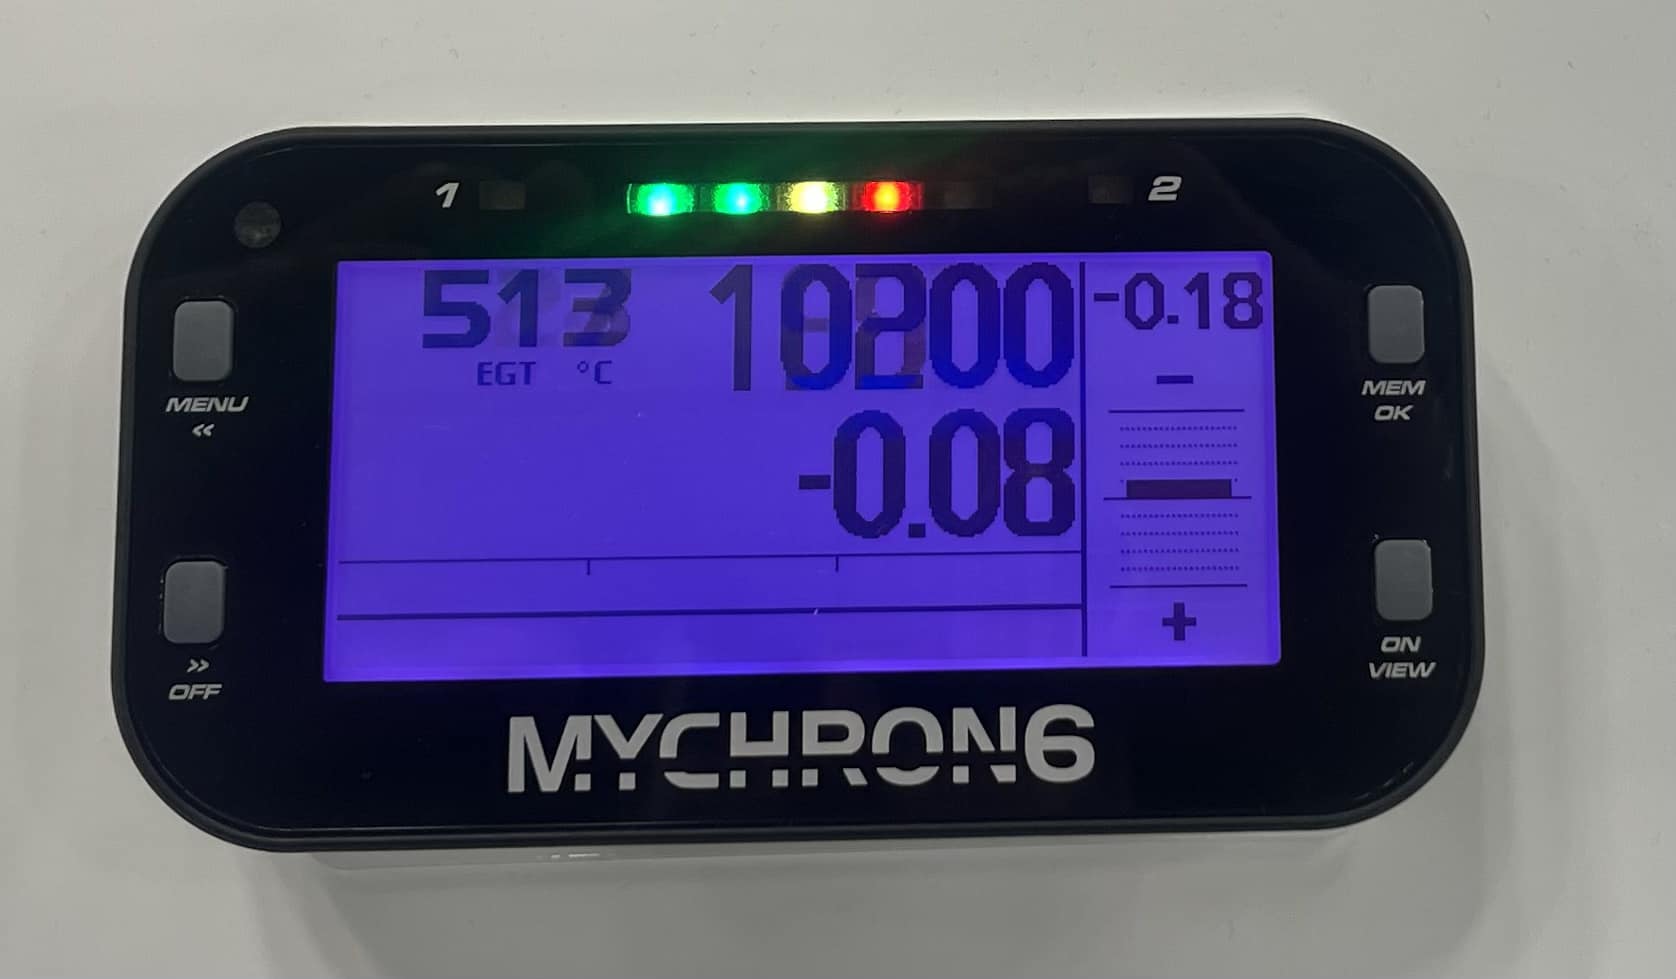 1 2
513 10200 -0.18
EGT °C
-
MENU
<<
MEM
OK
-0.08
+
>>
OFF
ON
VIEW
MYCHRON6